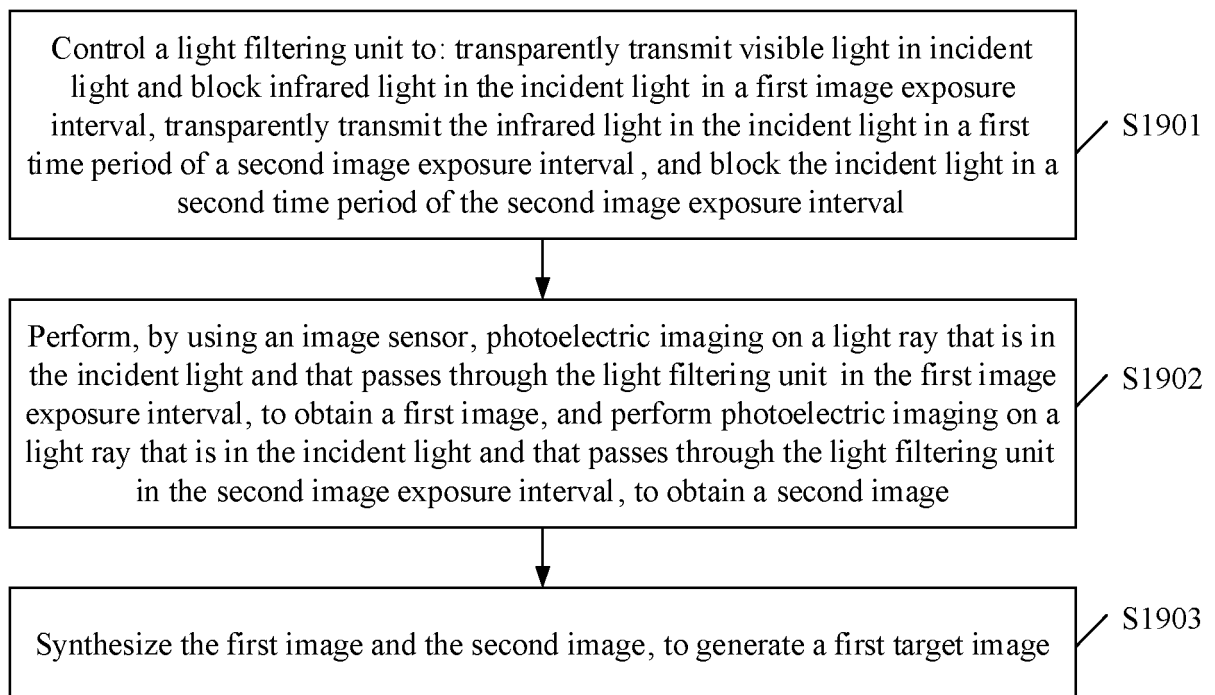 Control a light filtering unit to: transparently transmit visible light in incident
light and block infrared light in the incident light in a first image exposure
interval, transparently transmit the infrared light in the incident light in a first
time period of a second image exposure interval, and block the incident light in a
second time period of the second image exposure interval
S1901
Perform, by using an image sensor, photoelectric imaging on a light ray that is in
the incident light and that passes through the light filtering unit in the first image
exposure interval, to obtain a first image, and perform photoelectric imaging on a
light ray that is in the incident light and that passes through the light filtering unit
in the second image exposure interval, to obtain a second image
S1902
Synthesize the first image and the second image, to generate a first target image
S1903